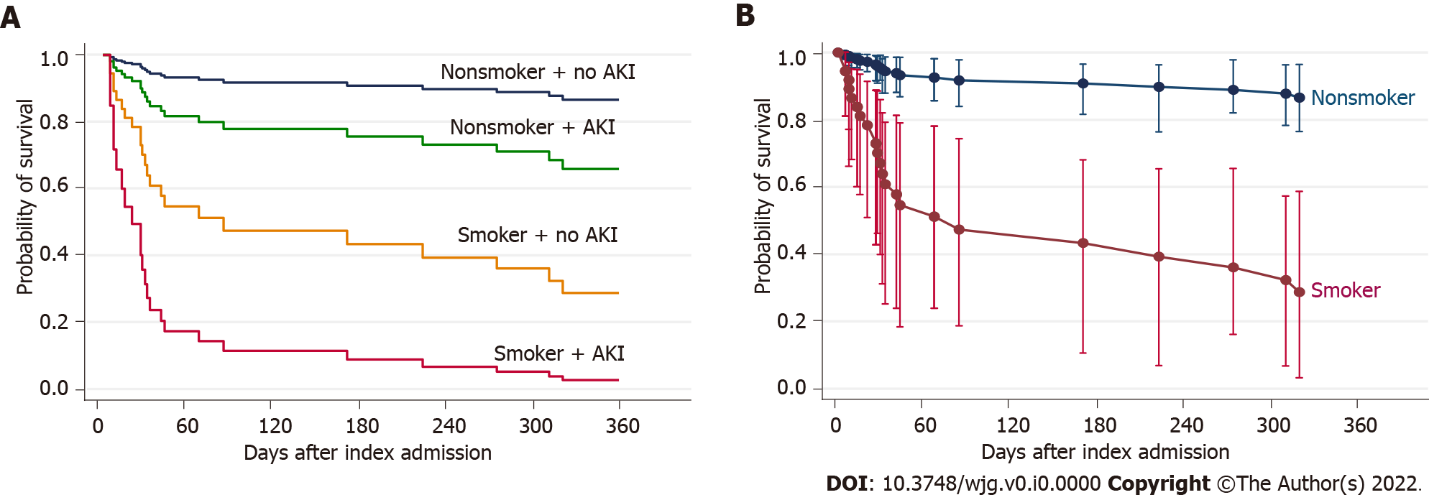 A
Probability of survival
1.0
0.8
0.6
0.4
0.2
0.0
Nonsmoker + no AKI
Nonsmoker + AKI
Smoker + no AKI
Smoker + AKI
0 60 120 180 240 300 360
Days after index admission
B
Probability of survival
1.0
0.8
0.6
0.4
0.2
0.0
Nonsmoker
Smoker
0 60 120 180 240 300 360
Days after index admission
DOI: 10.3748/wjg.v0.i0.0000 Copyright ©The Author(s) 2022.